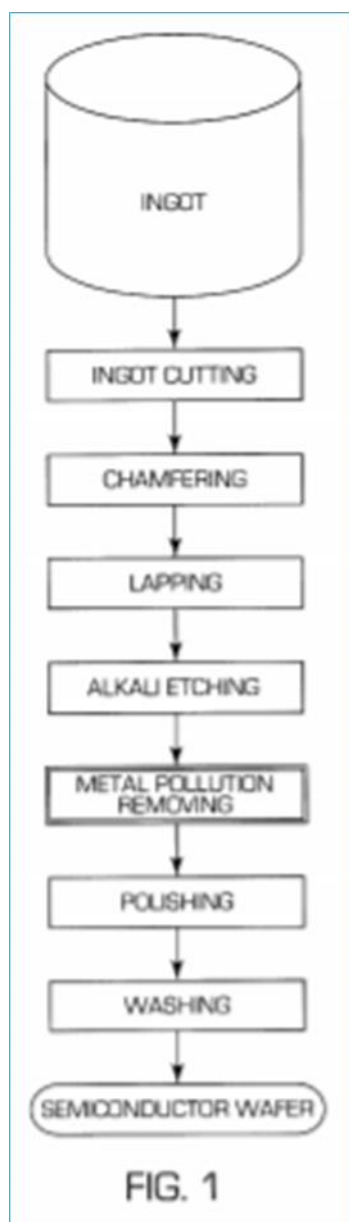 INGOT
INGOT CUTTING
CHAMFERING
LAPPING
ALKALI ETCHING
METAL POLLUTION
REMOVING
POLISHING
WASHING
SEMICONDUCTOR WAFER
FIG. 1